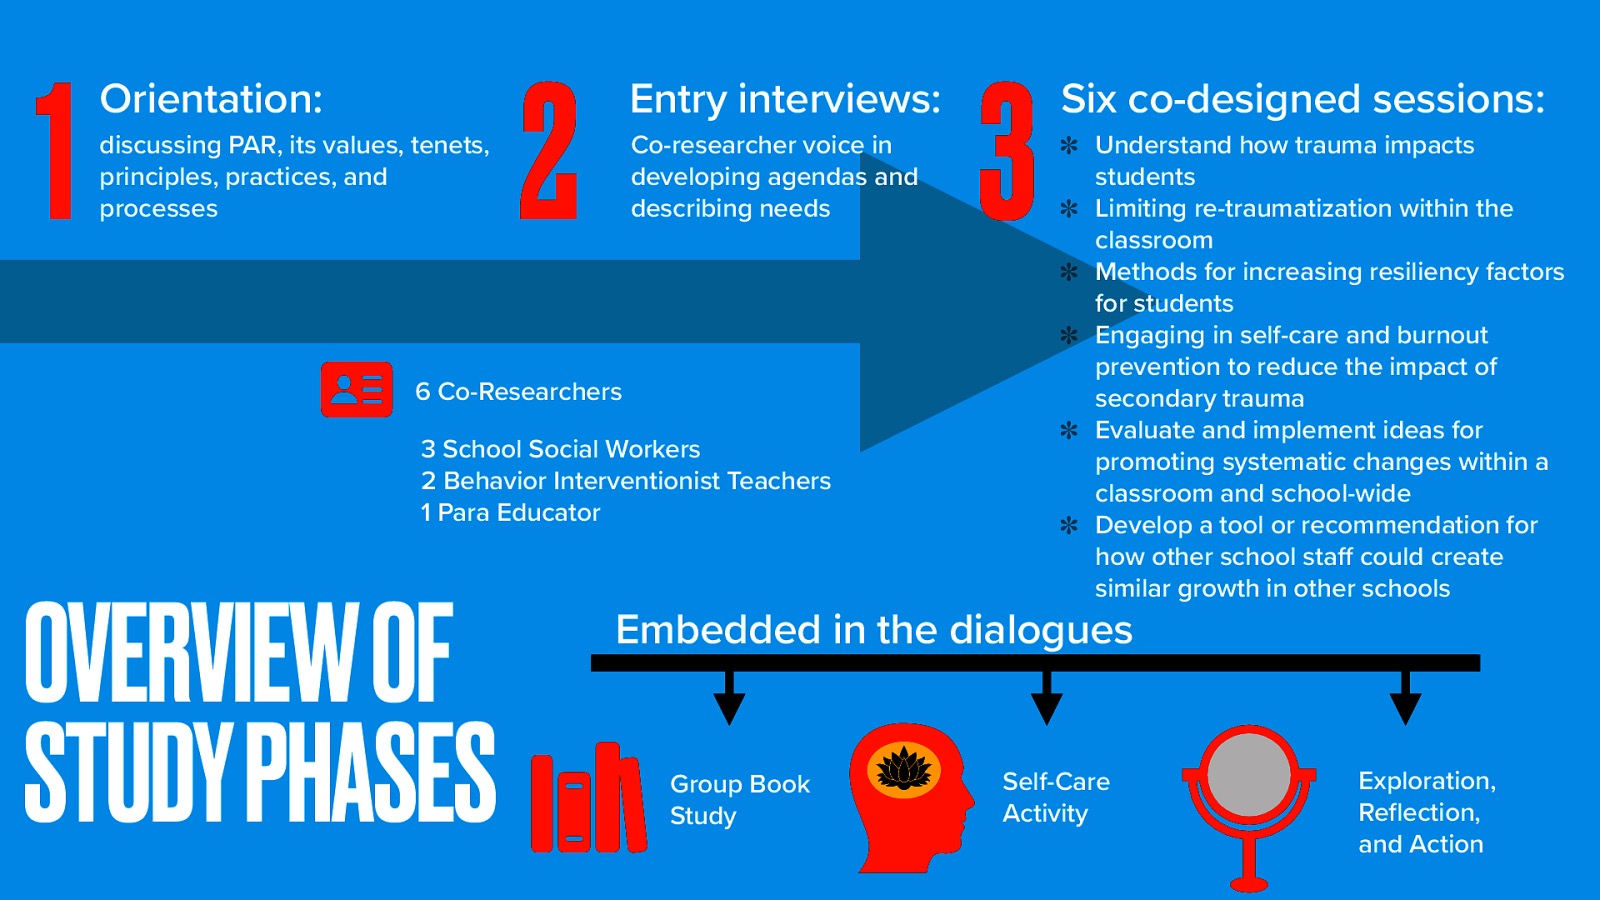 1
Orientation:
discussing PAR, its values, tenets,
principles, practices, and
processes
2
Entry interviews:
Co-researcher voice in
developing agendas and
describing needs
3
Six co-designed sessions:
✼ Understand how trauma impacts
students
✼ Limiting re-traumatization within the
classroom
✼ Methods for increasing resiliency factors
for students
✼ Engaging in self-care and burnout
prevention to reduce the impact of
secondary trauma
✼ Evaluate and implement ideas for
promoting systematic changes within a
classroom and school-wide
✼ Develop a tool or recommendation for
how other school staff could create
similar growth in other schools
6 Co-Researchers
3 School Social Workers
2 Behavior Interventionist Teachers
1 Para Educator
OVERVIEW OF
STUDY PHASES
Embedded in the dialogues
Group Book
Study
Self-Care
Activity
Exploration,
Reflection,
and Action